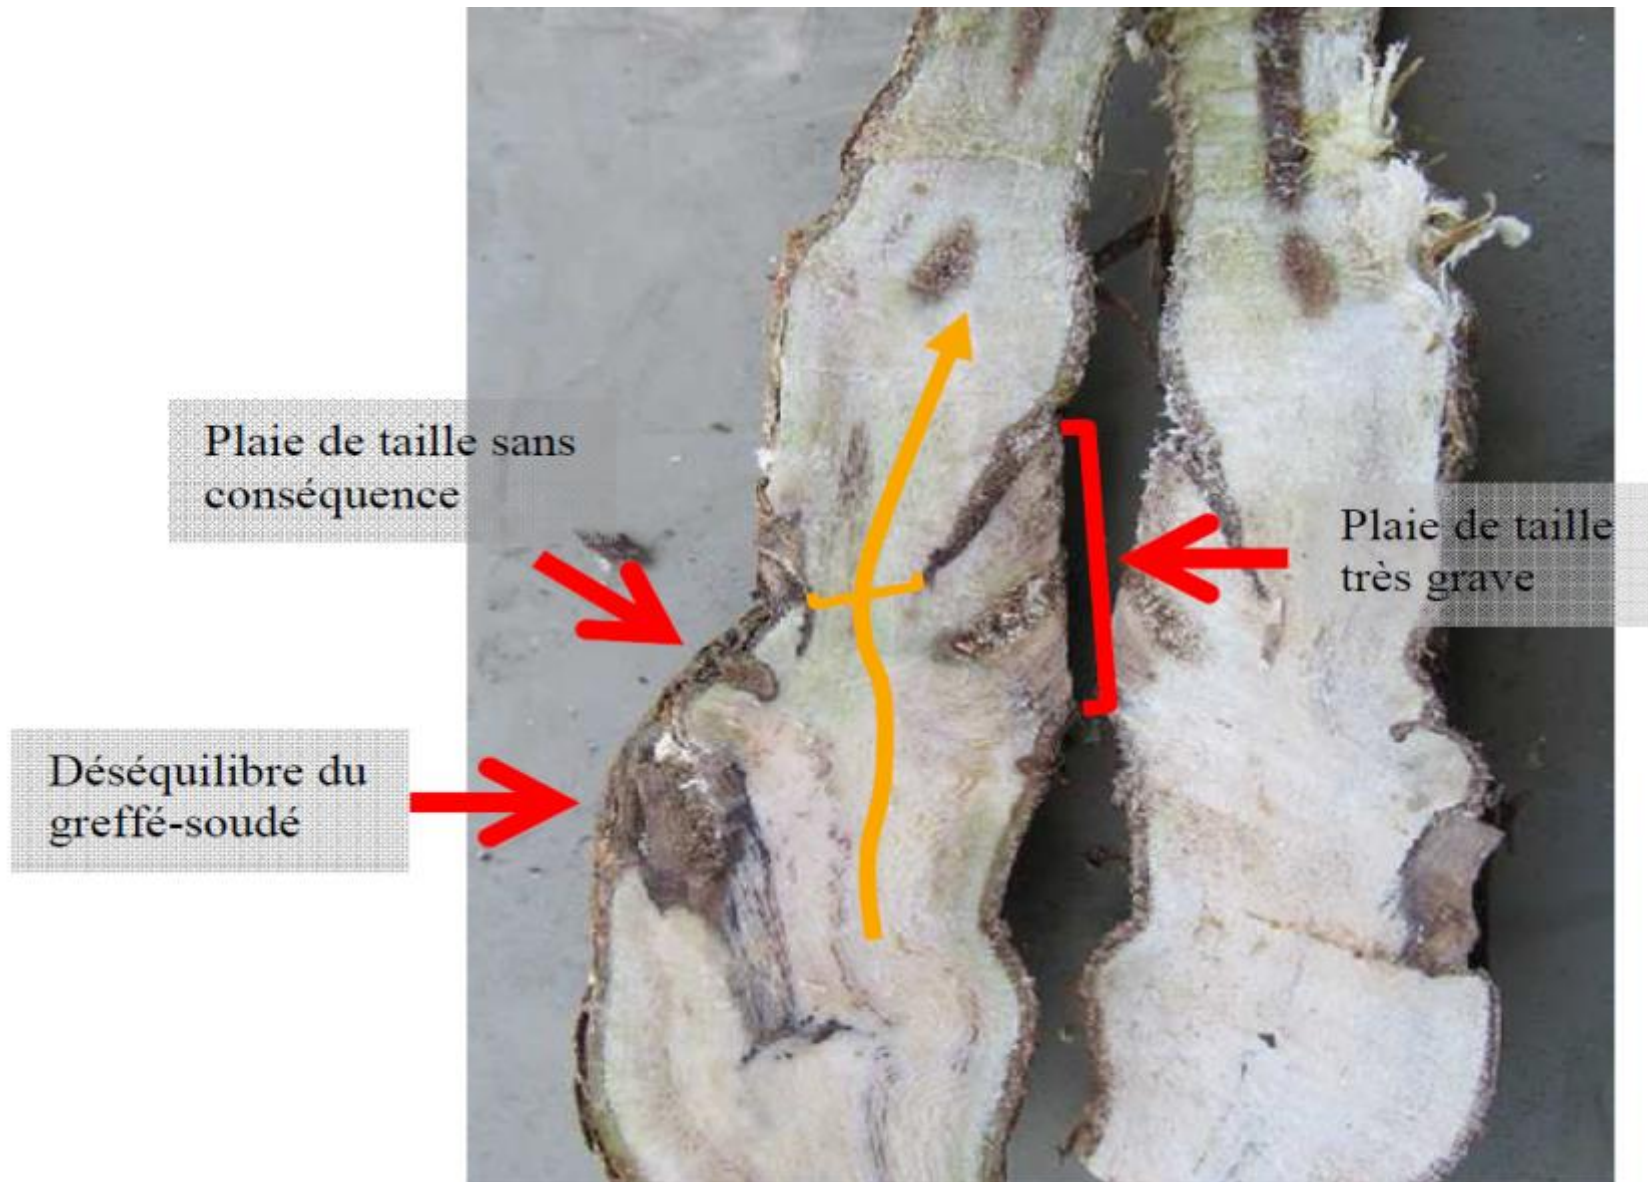 Plaie de taille sans
conséquence
Plaie de taille
très grave
Déséquilibre du
greffé-soudé